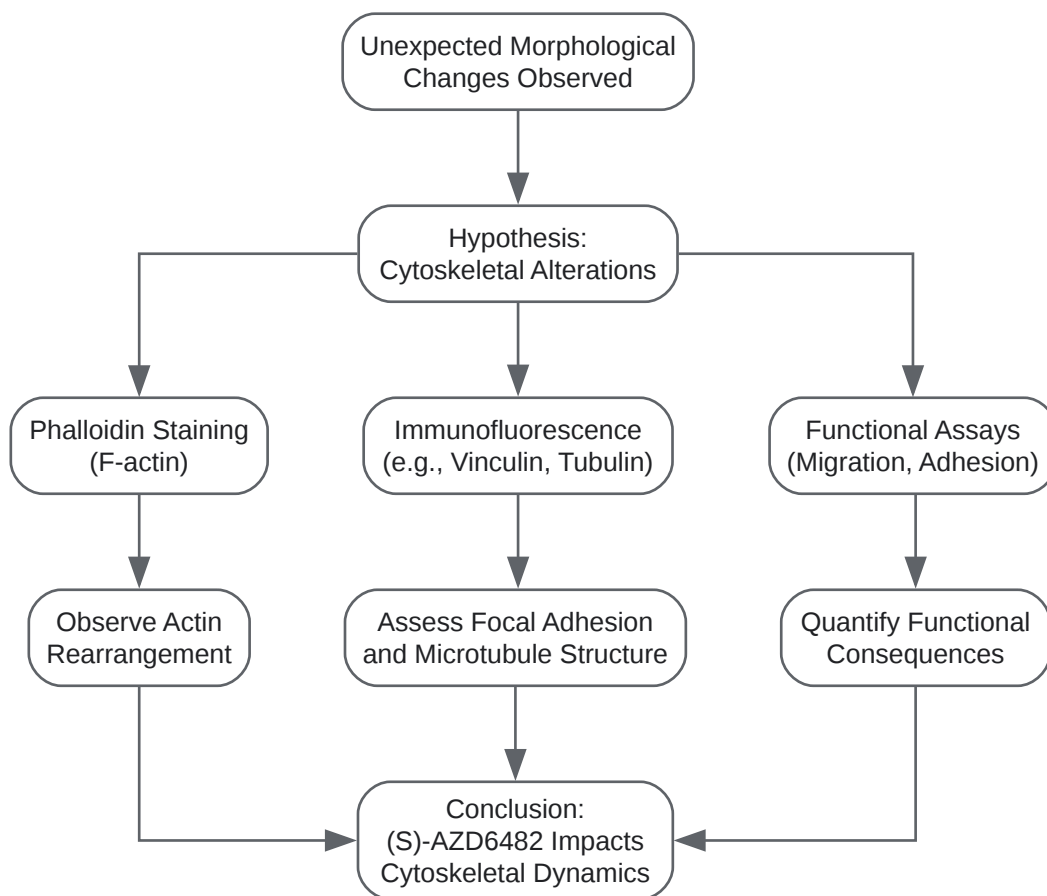 Unexpected Morphological
Changes Observed
Hypothesis:
Cytoskeletal Alterations
Phalloidin Staining
(F-actin)
Immunofluorescence
(e.g., Vinculin, Tubulin)
Functional Assays
(Migration, Adhesion)
Observe Actin
Rearrangement
Assess Focal Adhesion
and Microtubule Structure
Quantify Functional
Consequences
Conclusion:
(S)-AZD6482 Impacts
Cytoskeletal Dynamics